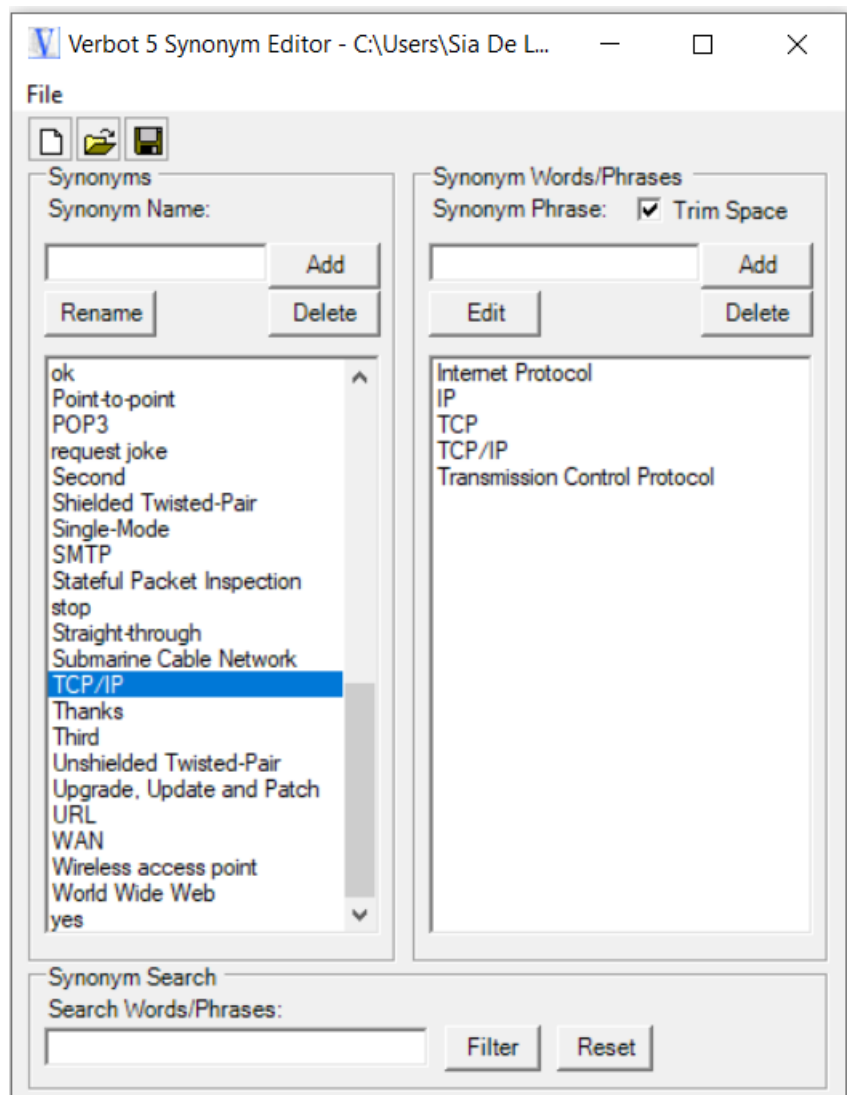 Verbot 5 Synonym Editor - C:\Users\Sia De L...
File
Synonyms
Synonym Name:
Add
Rename
Delete
ok
Point-to-point
POP3
request joke
Second
Shielded Twisted-Pair
Single-Mode
SMTP
Stateful Packet Inspection
stop
Straight-through
Submarine Cable Network
TCP/IP
Thanks
Third
Unshielded Twisted-Pair
Upgrade, Update and Patch
URL
WAN
Wireless access point
World Wide Web
yes
Synonym Words/Phrases
Synonym Phrase: Trim Space
Add
Edit
Delete
Internet Protocol
IP
TCP
TCP/IP
Transmission Control Protocol
Synonym Search
Search Words/Phrases:
Filter
Reset